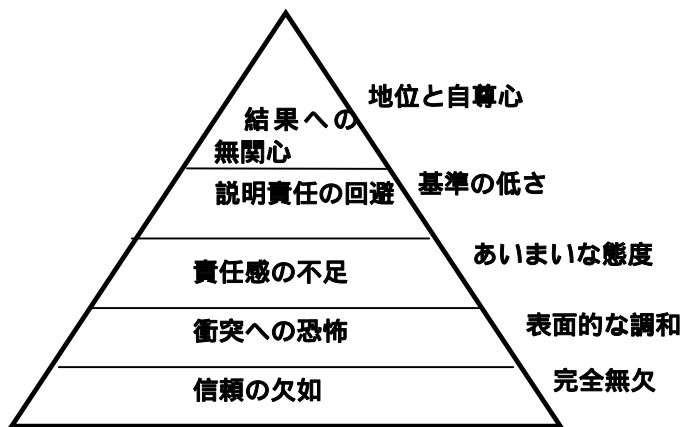 地位と自尊心
結果への
無関心
基準の低さ
説明責任の回避
あいまいな態度
責任感の不足
表面的な調和
衝突への恐怖
完全無欠
信頼の欠如